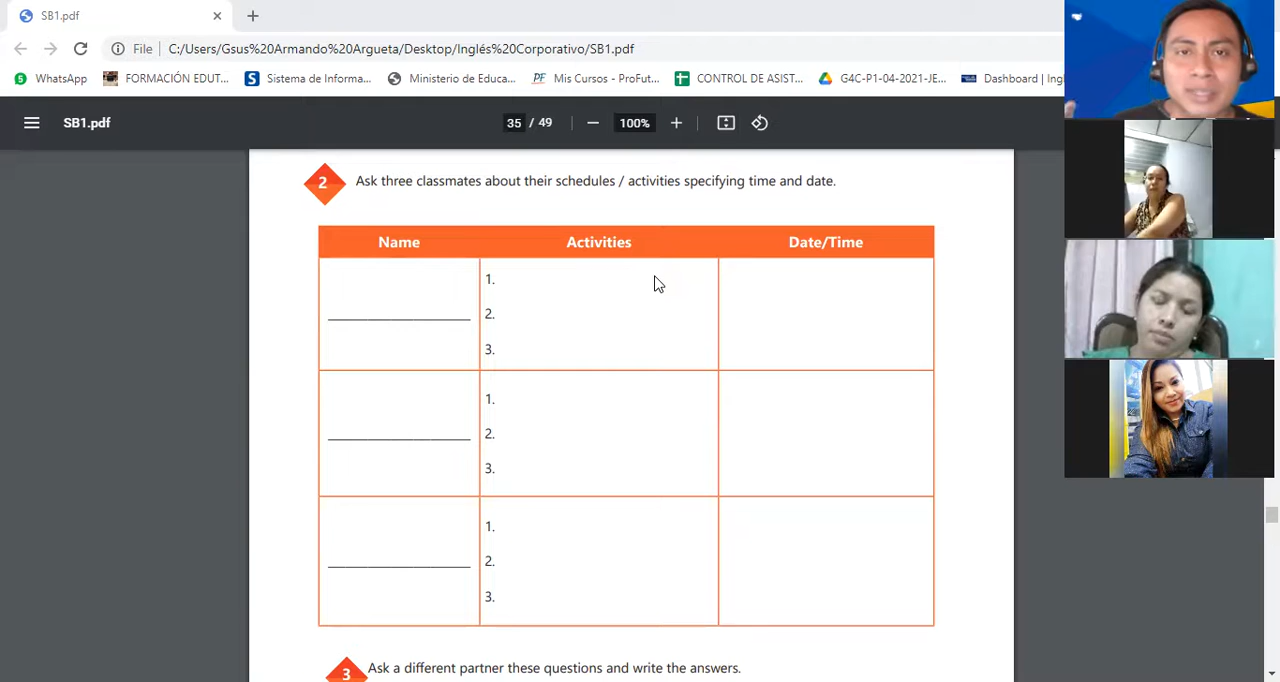 SB1.pdf
File
C:/Users/Gsus%20Armando%20Argueta/Desktop/Inglés%20Corporativo/SB1.pdf
WhatsApp
FORMACIÓN EDUT...
Sistema de Informa...
Ministerio de Educa...
Mis Cursos - ProFut...
CONTROL DE ASIST...
G4C-P1-04-2021-JE...
Dashboard | Ingl
SB1.pdf
35 / 49
100%
2 Ask three classmates about their schedules / activities specifying time and date.
Name Activities Date/Time
1.
2.
3.
1.
2.
3.
1.
2.
3.
3 Ask a different partner these questions and write the answers.